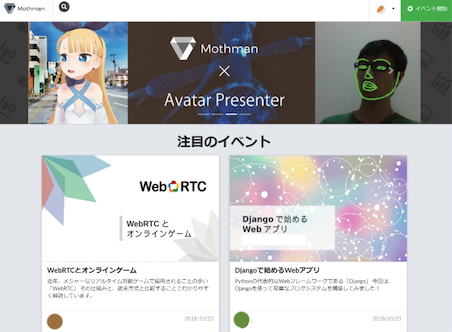 Mothman
イベント開始
Mothman
×
Avatar Presenter
注目のイベント
WebRTC
WebRTC と
オンラインゲーム
Django で始める
Web アプリ
WebRTCとオンラインゲーム
近年、メジャーなリアルタイム対戦ゲームで採用されることの多い
「WebRTC」 その仕組みと、従来方式と比較することでわかりやす
く解説しています。
2018/10/23
Djangoで始めるWebアプリ
Pythonの代表的なWebフレームワークである「Django」 今回は、
Djangoを使って簡単なブログシステムを構築してみました！
2018/10/23